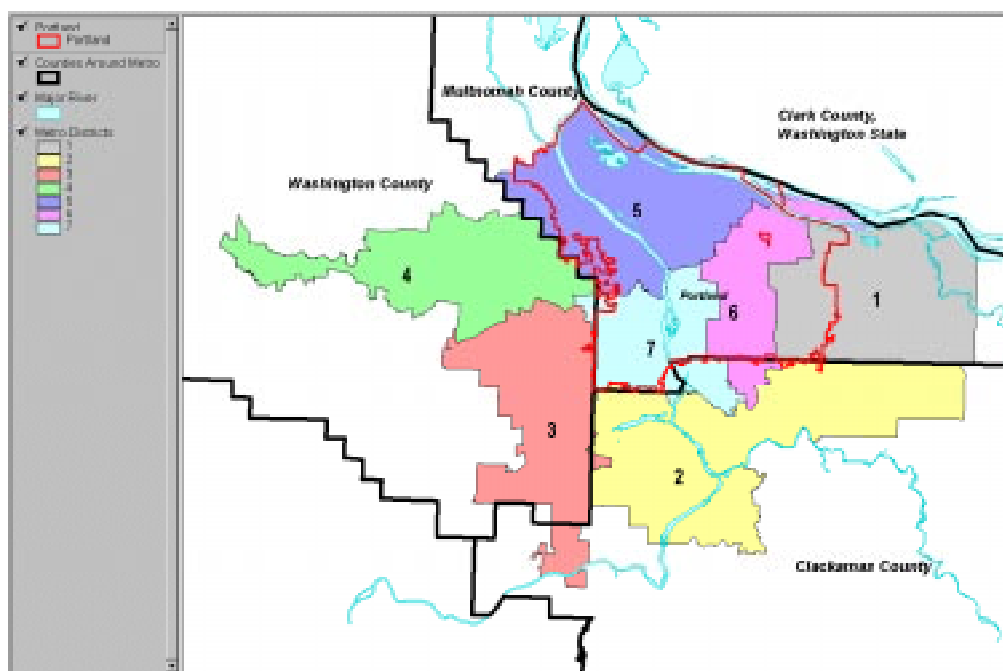 Portland
Portland
Counties Around Metro
Major River
Metro Districts
1
2
3
4
5
6
7
Multnomah County
Clark County,
Washington State
Washington County
5
4
Portland
6
1
7
3
2
Clackamas County